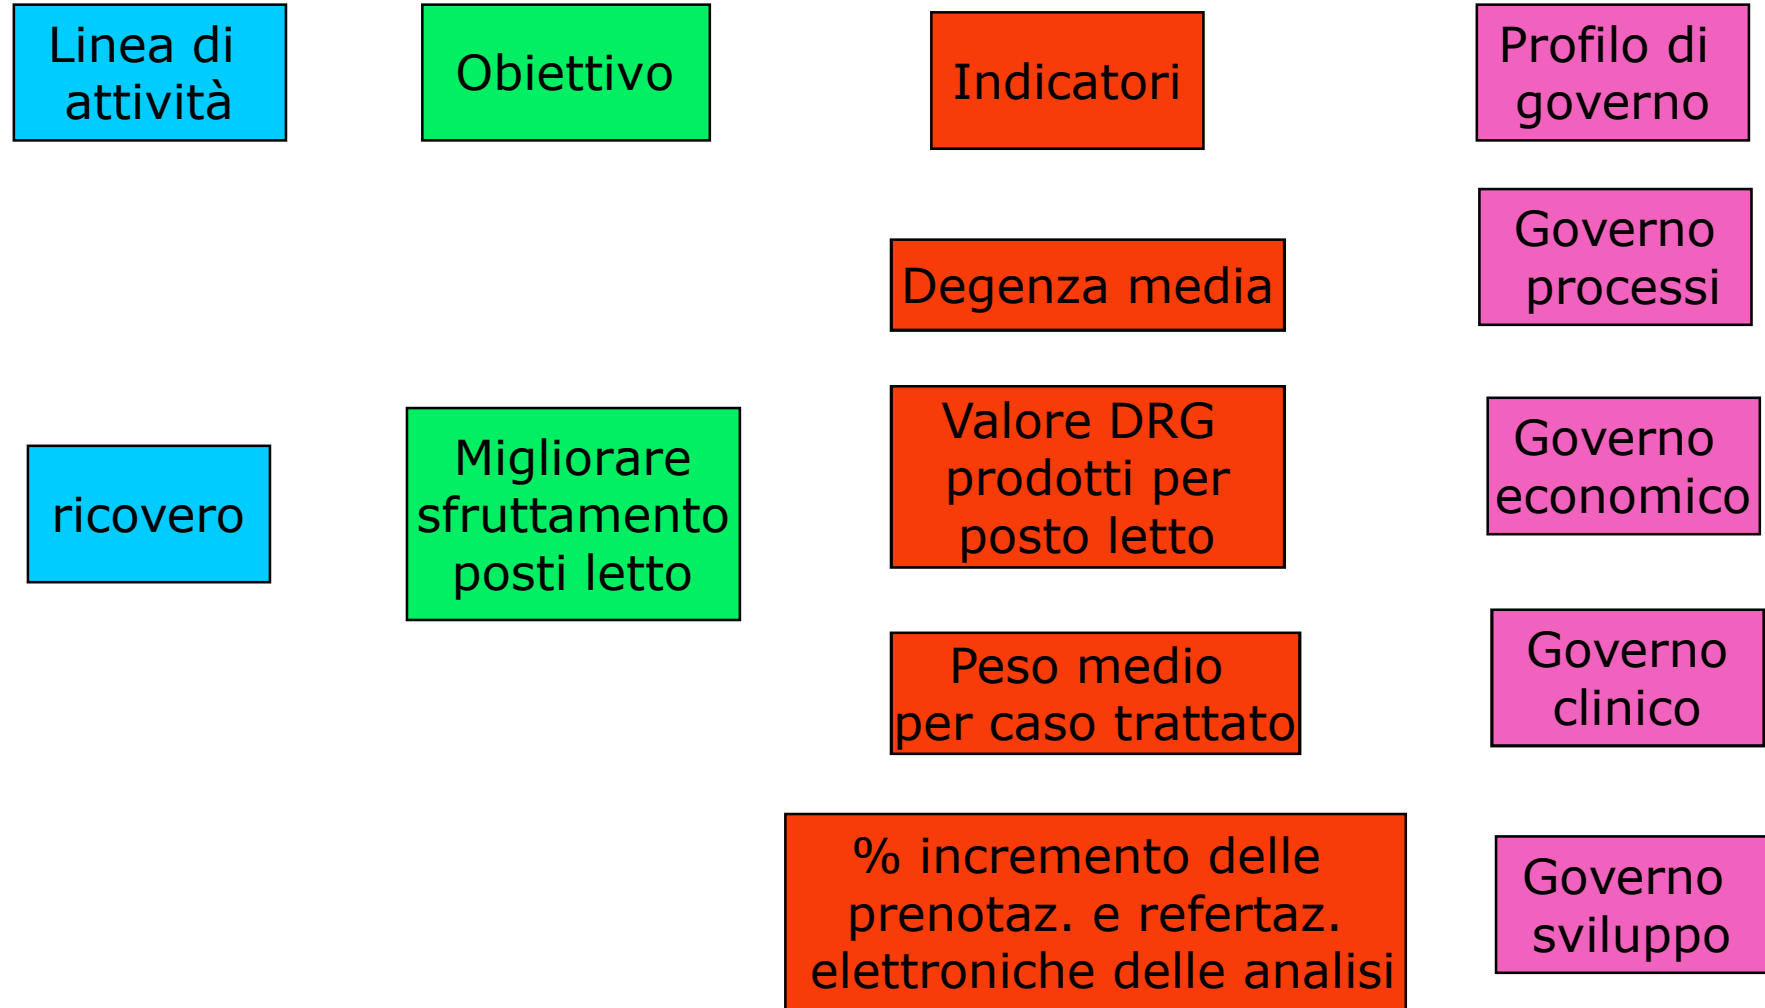 Linea di
attività
Obiettivo
Indicatori
Profilo di
governo
Governo
processi
Degenza media
ricovero
Migliorare
sfruttamento
posti letto
Valore DRG
prodotti per
posto letto
Governo
economico
Peso medio
per caso trattato
Governo
clinico
% incremento delle
prenotaz. e refertaz.
elettroniche delle analisi
Governo
sviluppo